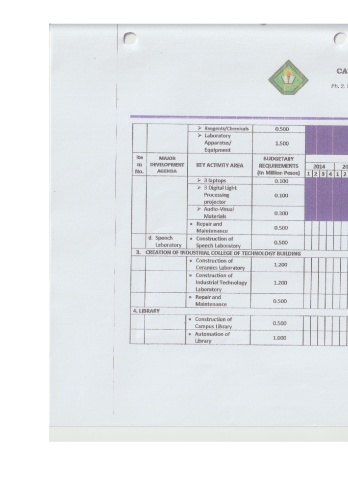 CA
Ph. 2.
➢ Reagents/Chemicals 0.500
➢ Laboratory
Apparatus/ 1.500
Equipment
No MAJOR BUDGETARY
in DEVELOPMENT KEY ACTIVITY AREA REQUIREMENTS 2014
No. AGENDA (in Million Pesos) 1 2 3 4 1 2
➢ 3 laptops 0.100
➢ 3 Digital Light
Processing 0.100
projector
➢ Audio-Visual
Materials 0.300
• Repair and
Maintenance 0.500
d. Speech • Construction of
Laboratory Speech Laboratory 0.500
3. CREATION OF INDUSTRIAL COLLEGE OF TECHNOLOGY BUILDING
• Construction of
Ceramics Laboratory 1.200
• Construction of
Industrial Technology 1.200
Laboratory
• Repair and
Maintenance 0.500
4. LIBRARY
• Construction of
Campus Library 0.500
• Automation of
Library 1.000